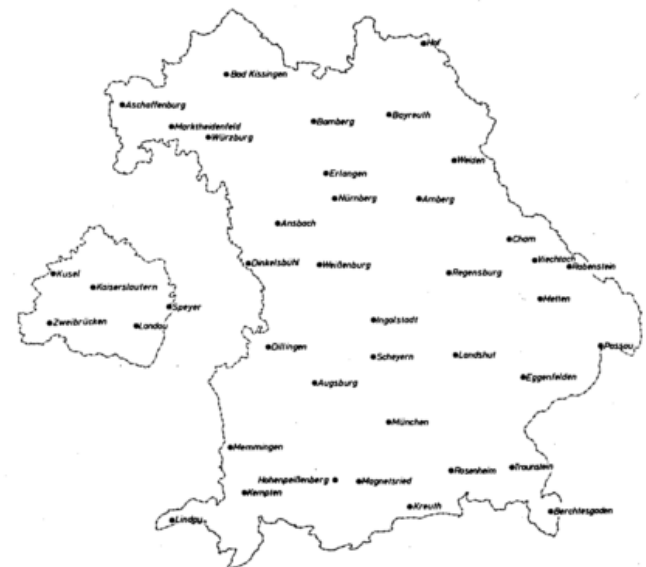 Hof
Bad Kissingen
Aschaffenburg
Marktheidenfeld
Würzburg
Bamberg
Bayreuth
Weiden
Erlangen
Nürnberg
Amberg
Ansbach
Cham
Dinkelsbühl
Weißenburg
Viechtach
Rabenstein
Regensburg
Kusel
Kaiserslautern
Metten
Speyer
Zweibrücken
Landau
Ingolstadt
Dillingen
Scheyern
Landshut
Passau
Augsburg
Eggenfelden
München
Memmingen
Hohenpeißenberg
Magnetsried
Rosenheim
Traunstein
Kempten
Kreuth
Berchtesgaden
Lindau